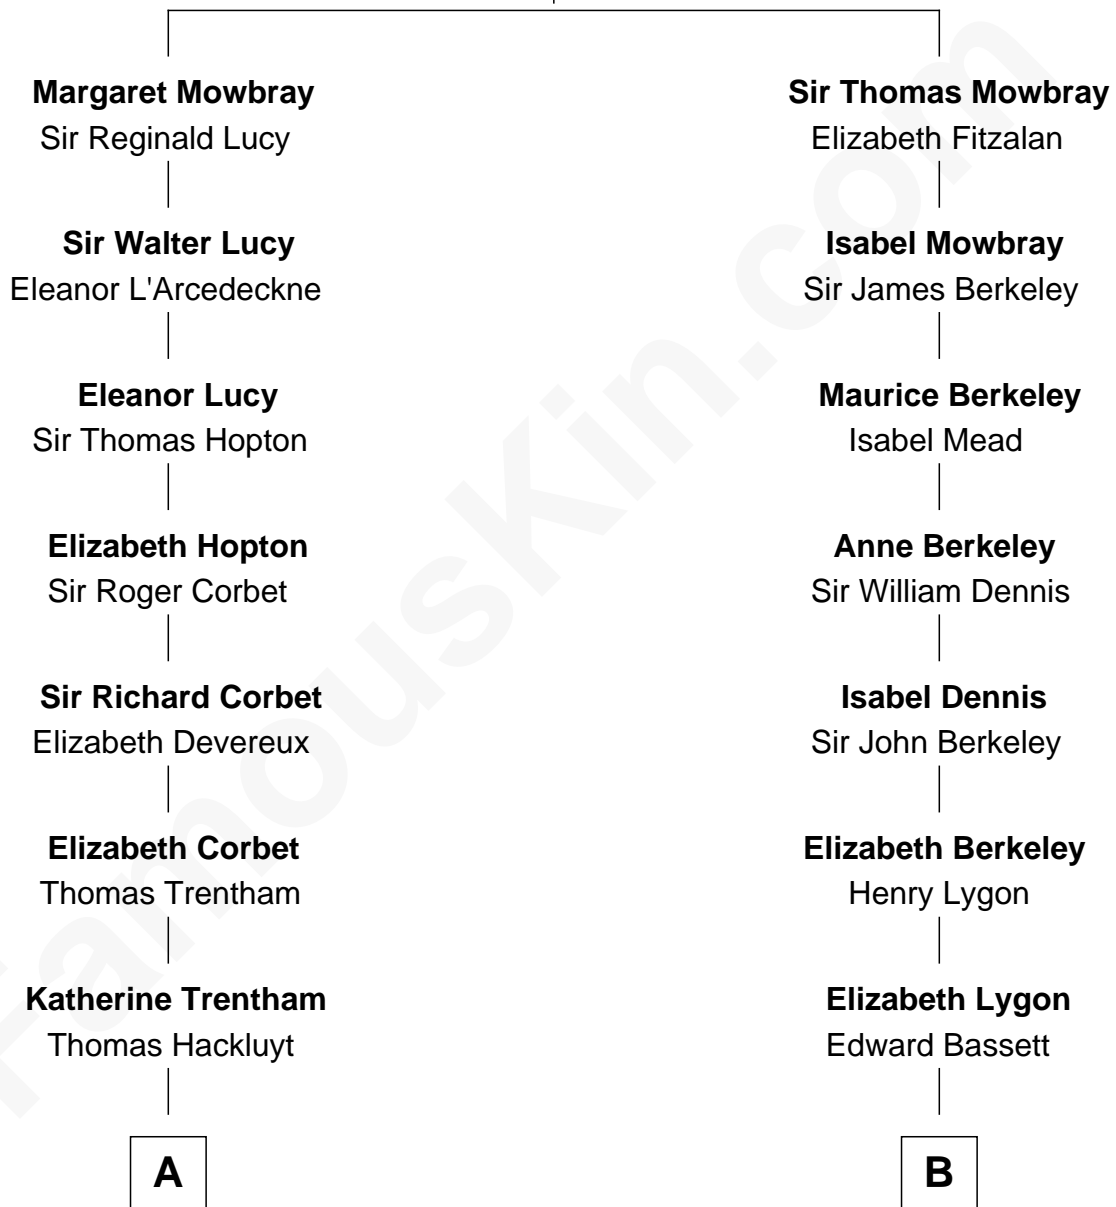 Margaret Mowbray
Sir Reginald Lucy
Sir Walter Lucy
Eleanor L'Arcedeckne
Eleanor Lucy
Sir Thomas Hopton
Elizabeth Hopton
Sir Roger Corbet
Sir Richard Corbet
Elizabeth Devereux
Elizabeth Corbet
Thomas Trentham
Katherine Trentham
Thomas Hackluyt
A
Sir Thomas Mowbray
Elizabeth Fitzalan
Isabel Mowbray
Sir James Berkeley
Maurice Berkeley
Isabel Mead
Anne Berkeley
Sir William Dennis
Isabel Dennis
Sir John Berkeley
Elizabeth Berkeley
Henry Lygon
Elizabeth Lygon
Edward Bassett
B
FamousKin.com